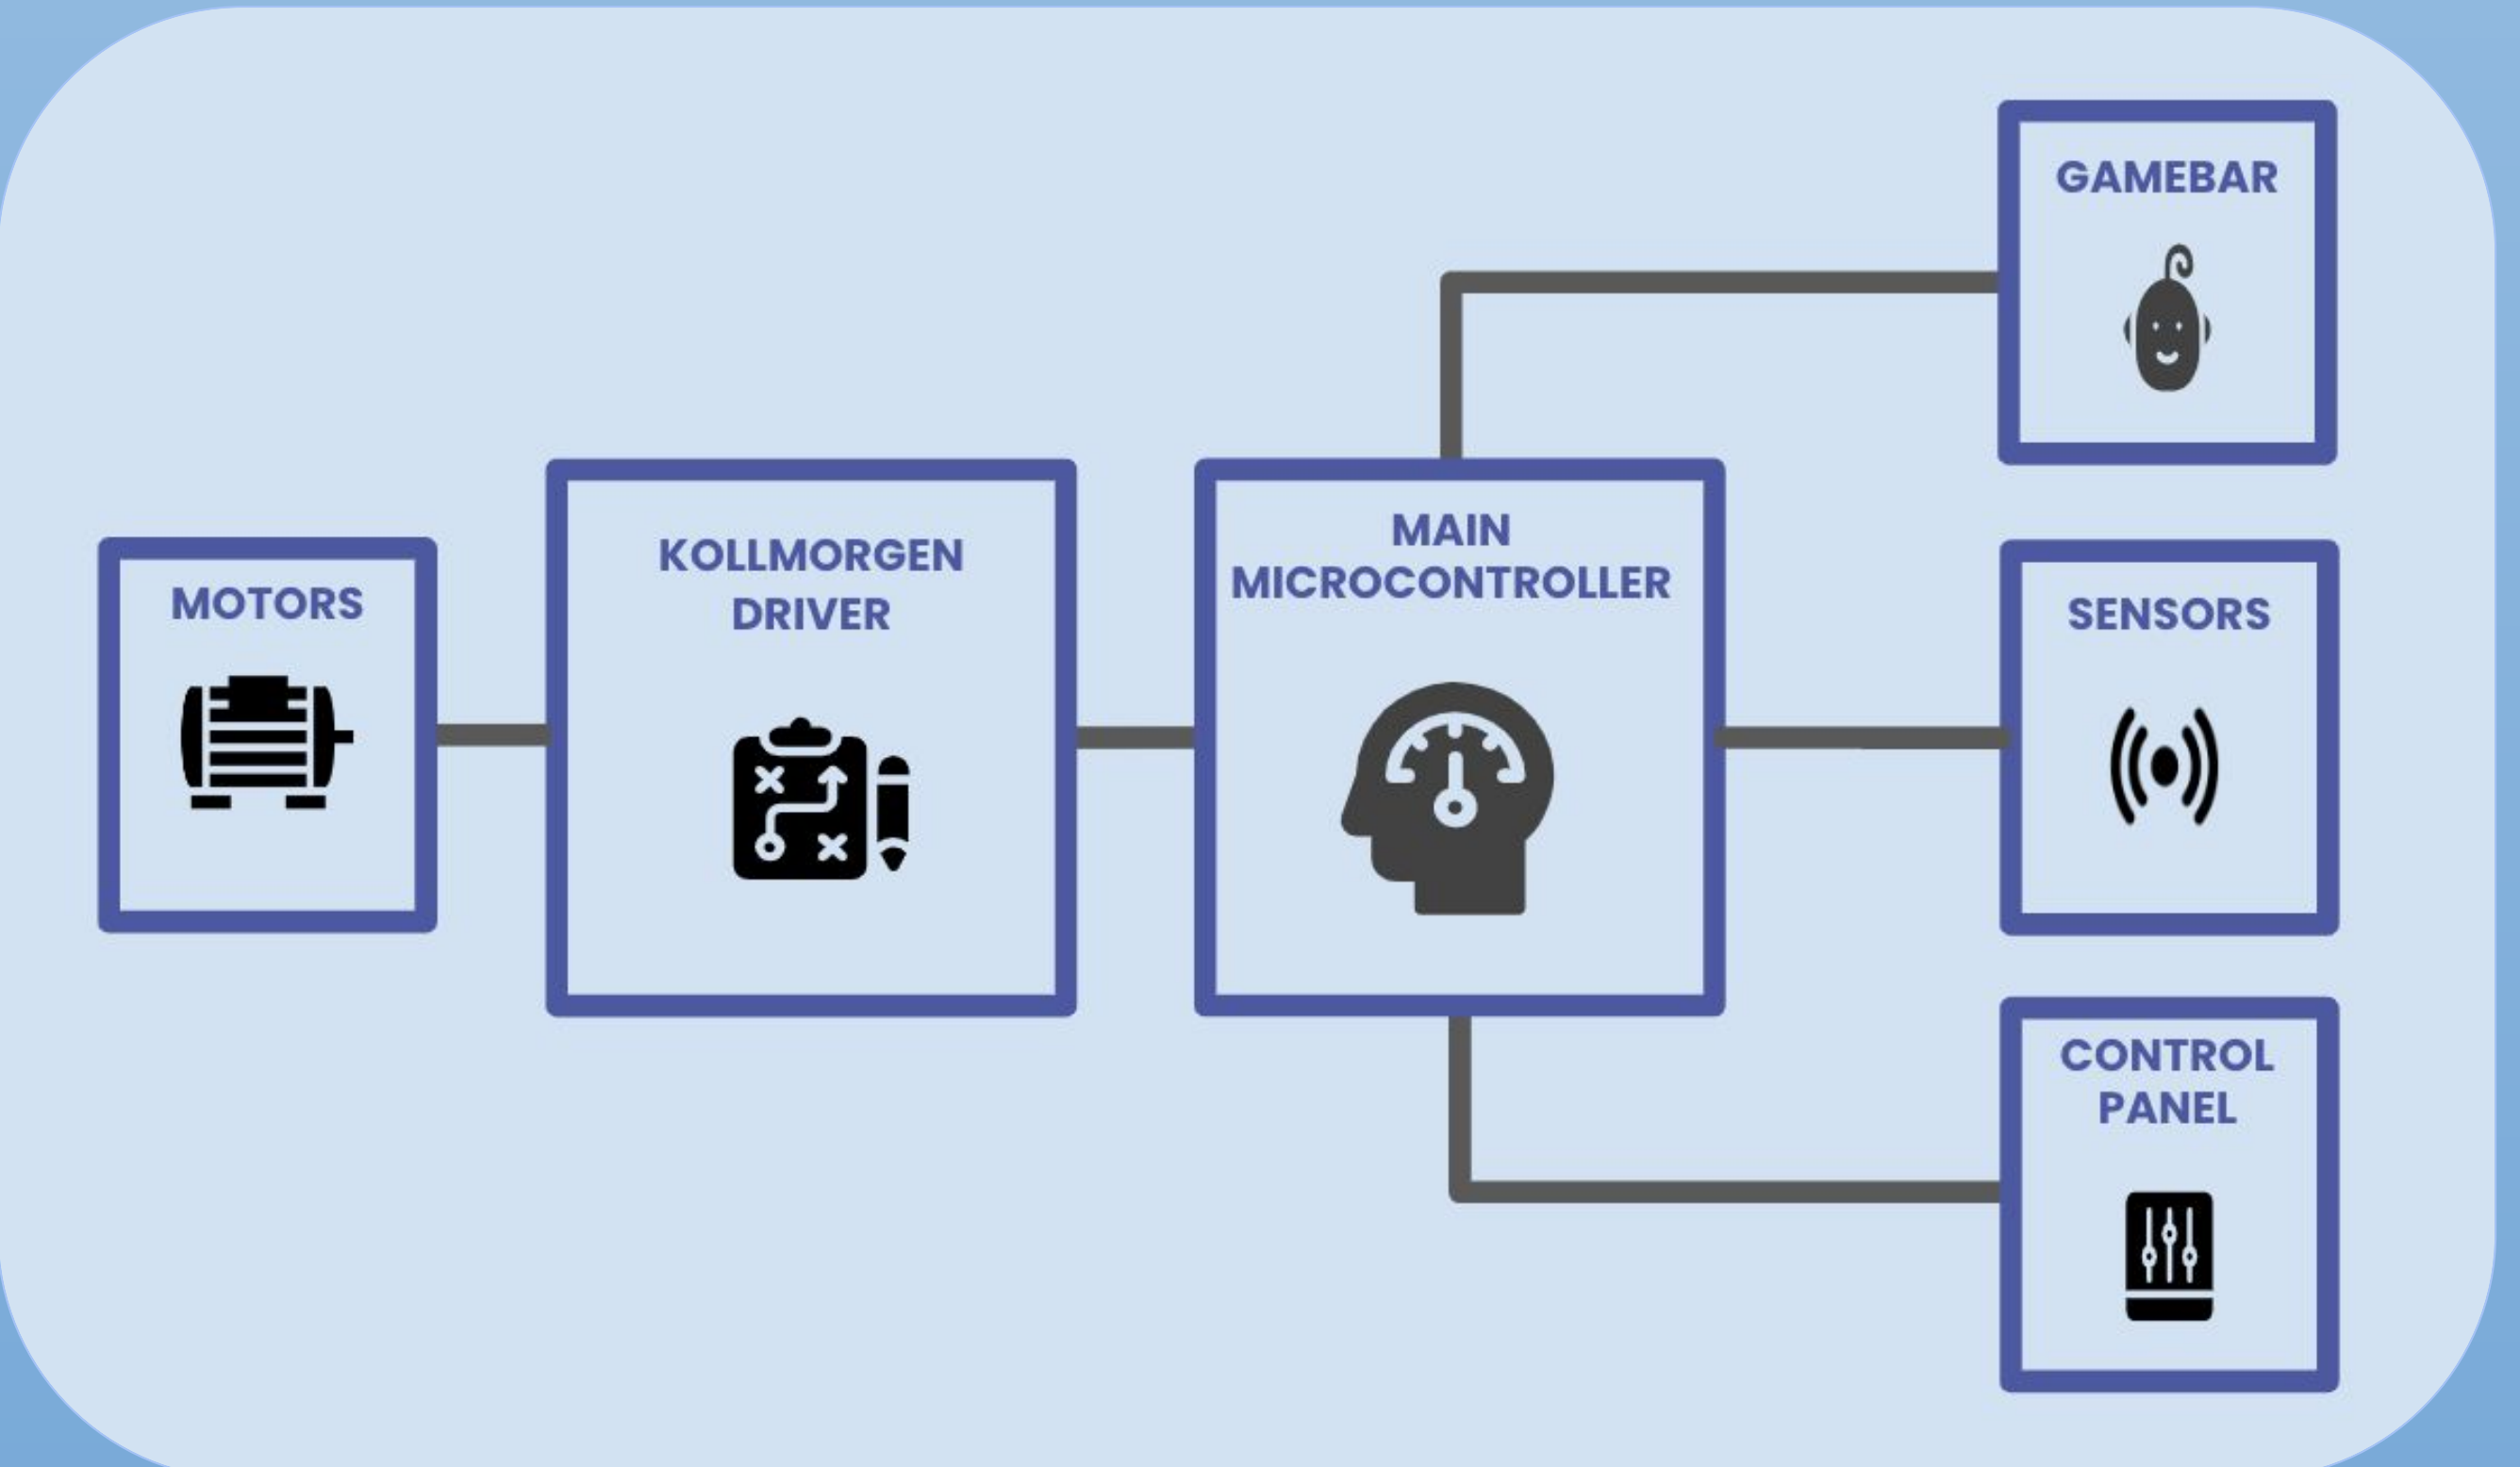 GAMEBAR
MOTORS
KOLLMORGEN
DRIVER
MAIN
MICROCONTROLLER
SENSORS
CONTROL
PANEL